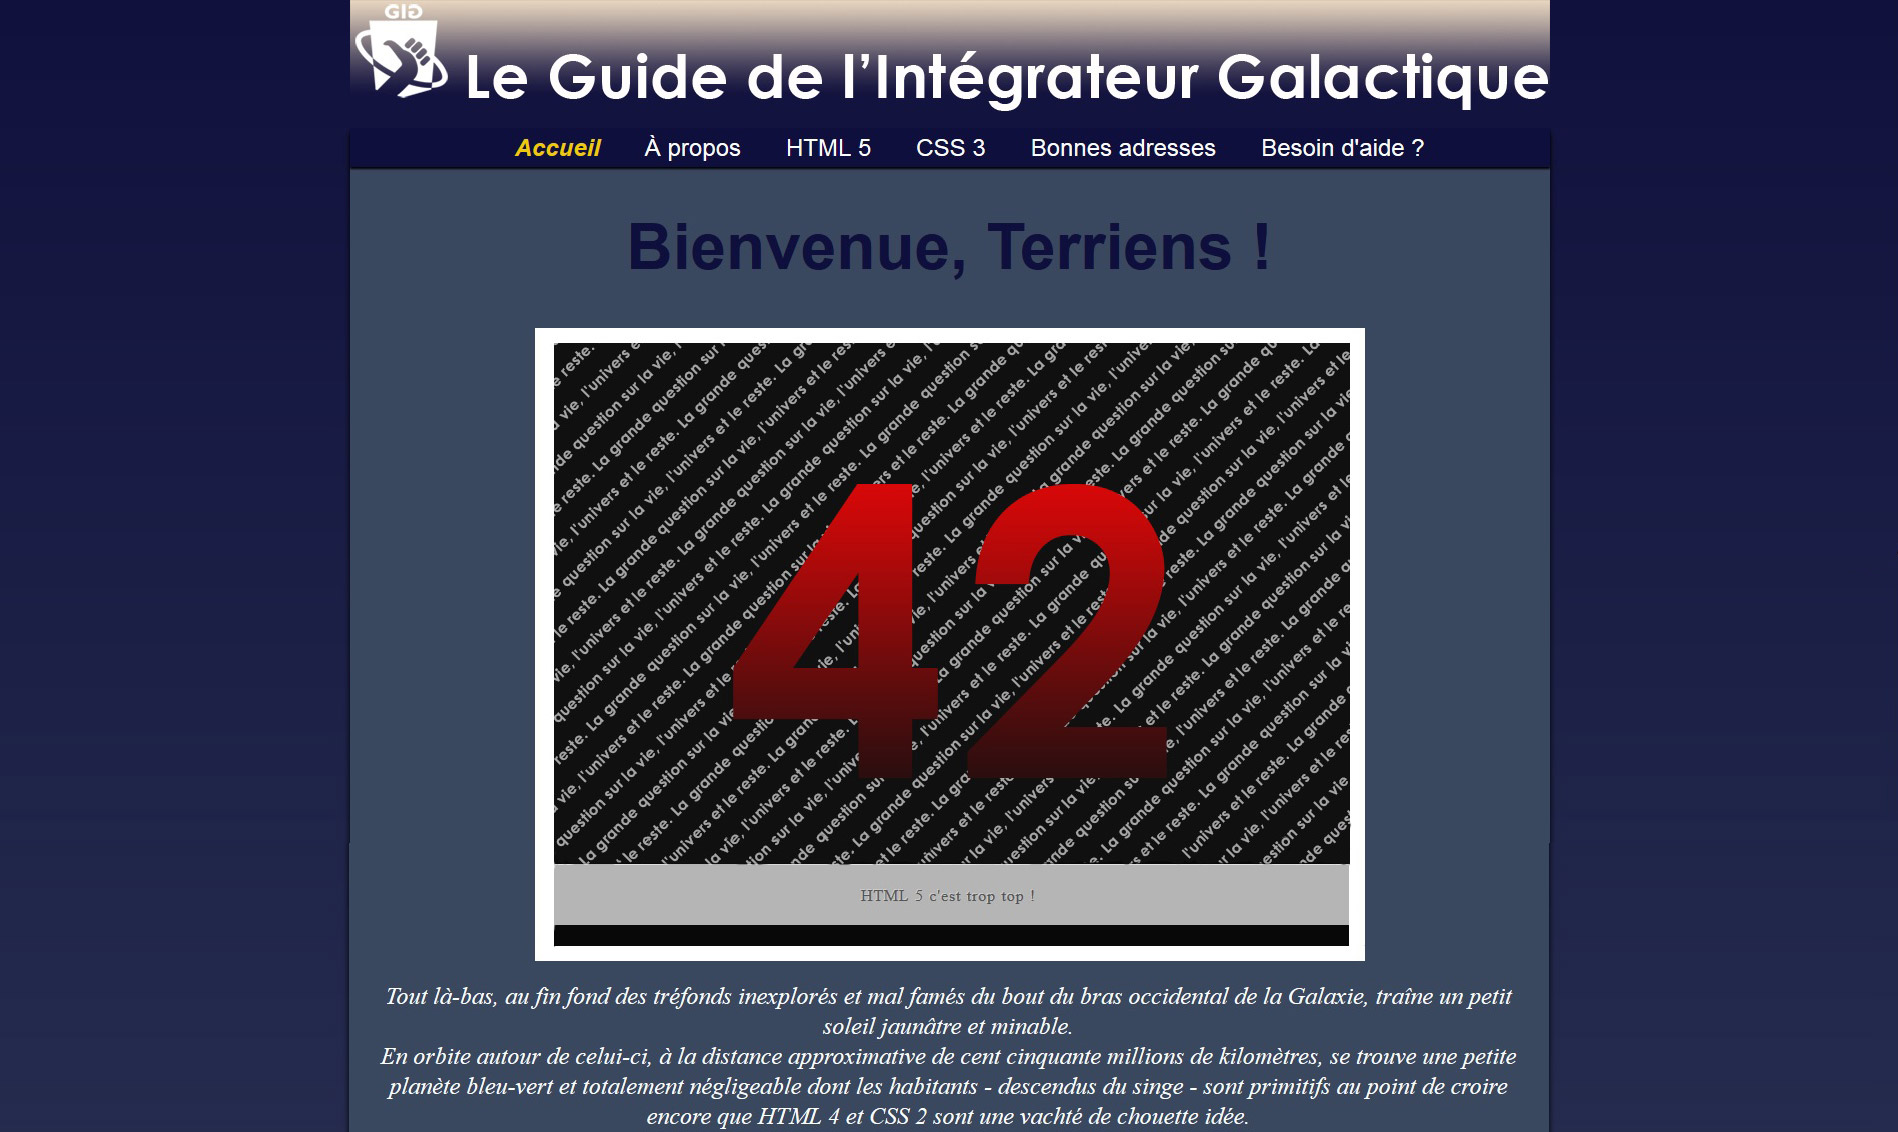 GIG
Le Guide de l’Intégrateur Galactique
Accueil À propos HTML 5 CSS 3 Bonnes adresses Besoin d'aide ?
Bienvenue, Terriens !
La grande question sur la vie, l'univers et le reste.
42
HTML 5 c'est trop top !
Tout là-bas, au fin fond des tréfonds inexplorés et mal famés du bout du bras occidental de la Galaxie, traîne un petit
soleil jaunâtre et minable.
En orbite autour de celui-ci, à la distance approximative de cent cinquante millions de kilomètres, se trouve une petite
planète bleu-vert et totalement négligeable dont les habitants - descendus du singe - sont primitifs au point de croire
encore que HTML 4 et CSS 2 sont une vachté de chouette idée.